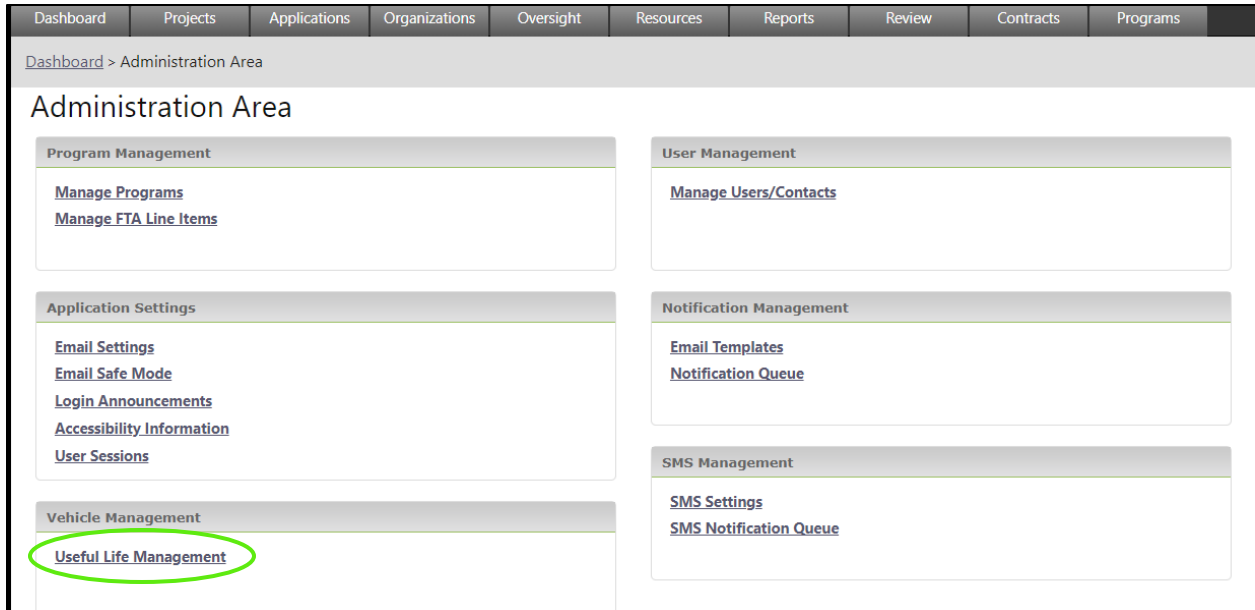 Dashboard Projects Applications Organizations Oversight Resources Reports Review Contracts Programs
Dashboard > Administration Area
Administration Area
Program Management
Manage Programs
Manage FTA Line Items
User Management
Manage Users/Contacts
Application Settings
Email Settings
Email Safe Mode
Login Announcements
Accessibility Information
User Sessions
Notification Management
Email Templates
Notification Queue
SMS Management
SMS Settings
SMS Notification Queue
Vehicle Management
Useful Life Management